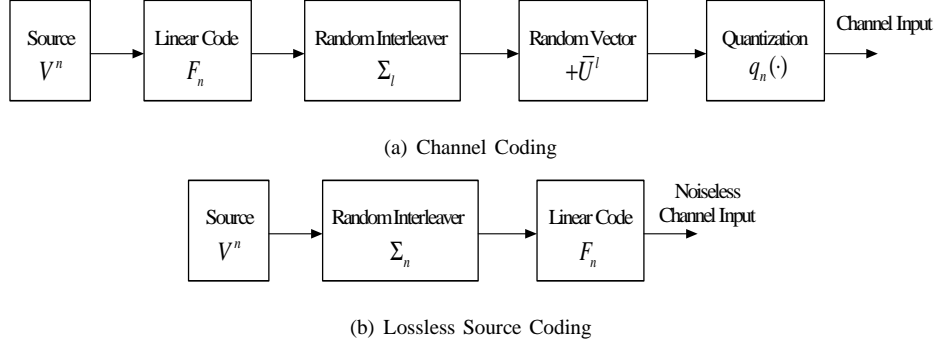 Source
V^n
Linear Code
F_n
Random Interleaver
Σ_l
Random Vector
+Ū^l
Quantization
q_n(·)
Channel Input
(a) Channel Coding
Source
V^n
Random Interleaver
Σ_n
Linear Code
F_n
Noiseless
Channel Input
(b) Lossless Source Coding